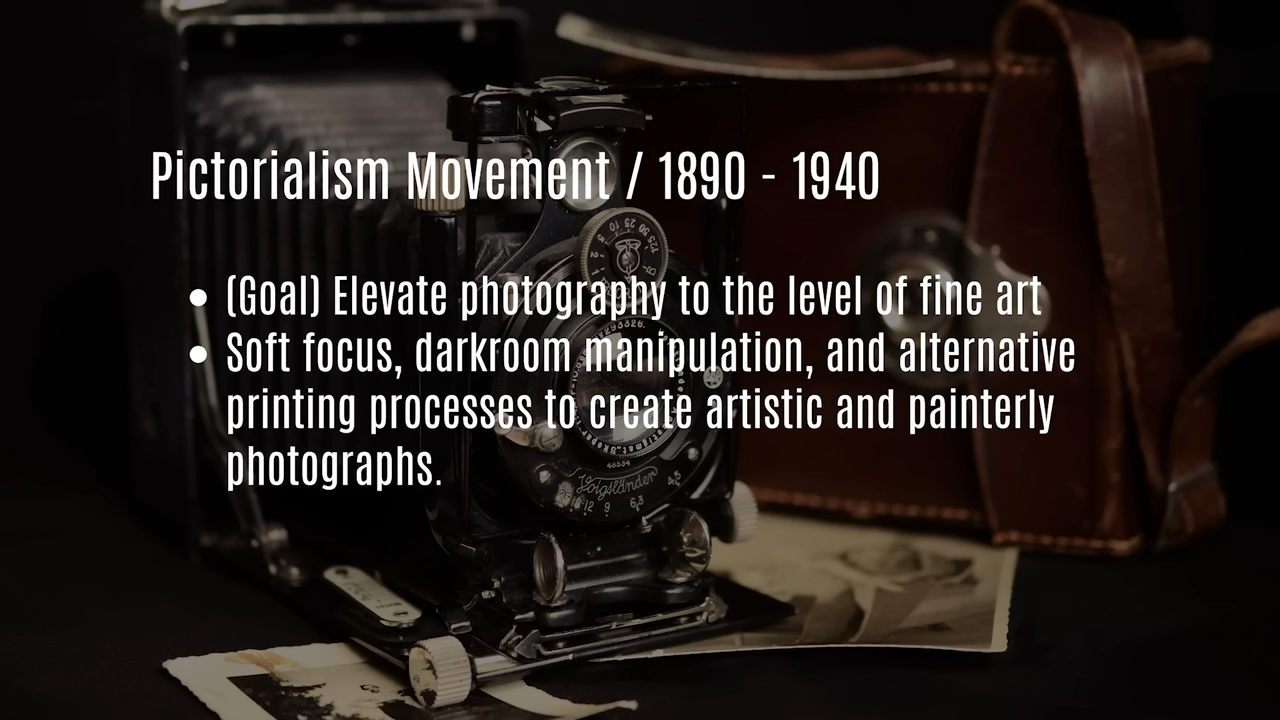 Pictorialism Movement / 1890 - 1940
• (Goal) Elevate photography to the level of fine art
• Soft focus, darkroom manipulation, and alternative
printing processes to create artistic and painterly
photographs.
Voigtländer